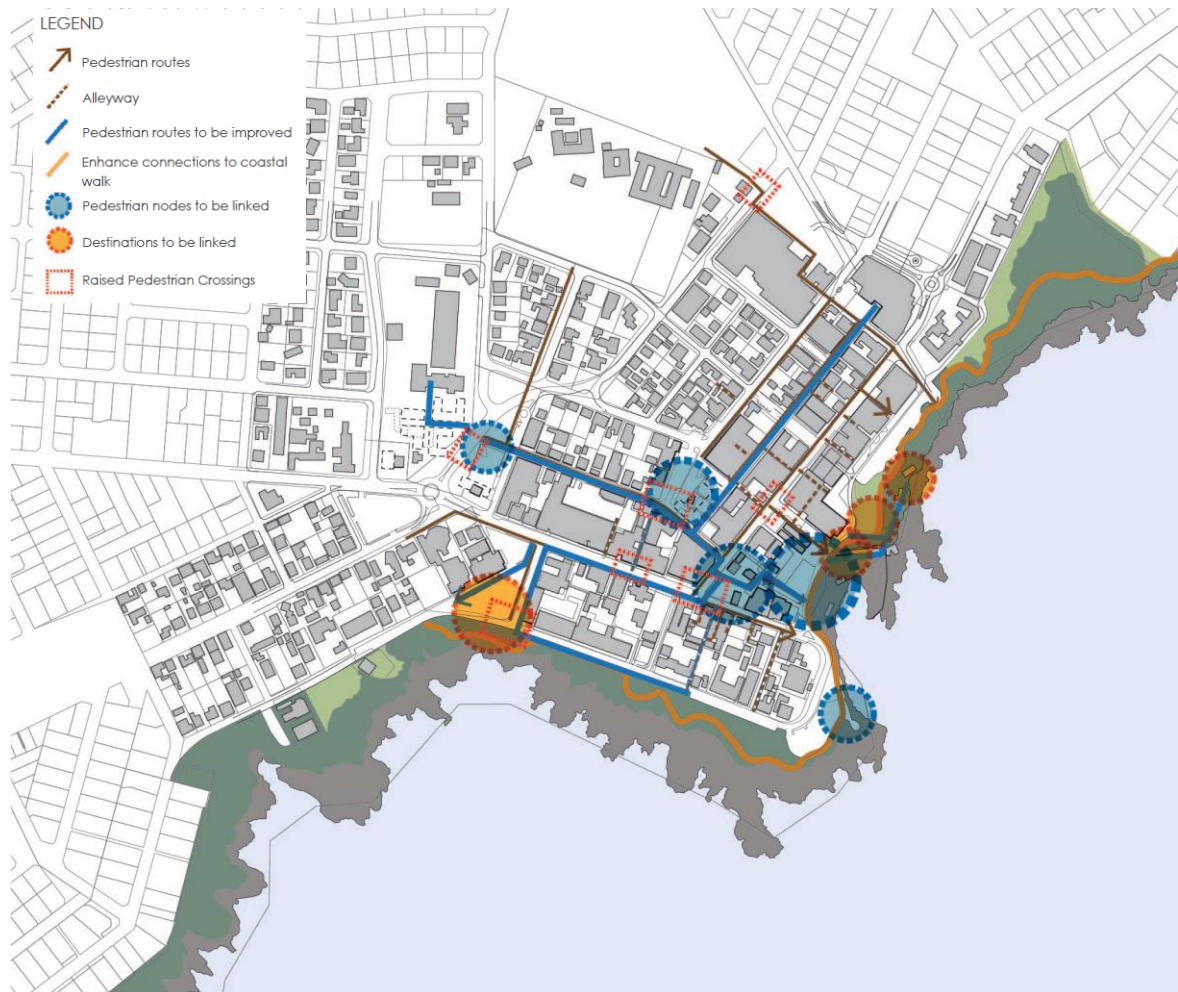 LEGEND
Pedestrian routes
Alleyway
Pedestrian routes to be improved
Enhance connections to coastal
walk
Pedestrian nodes to be linked
Destinations to be linked
Raised Pedestrian Crossings